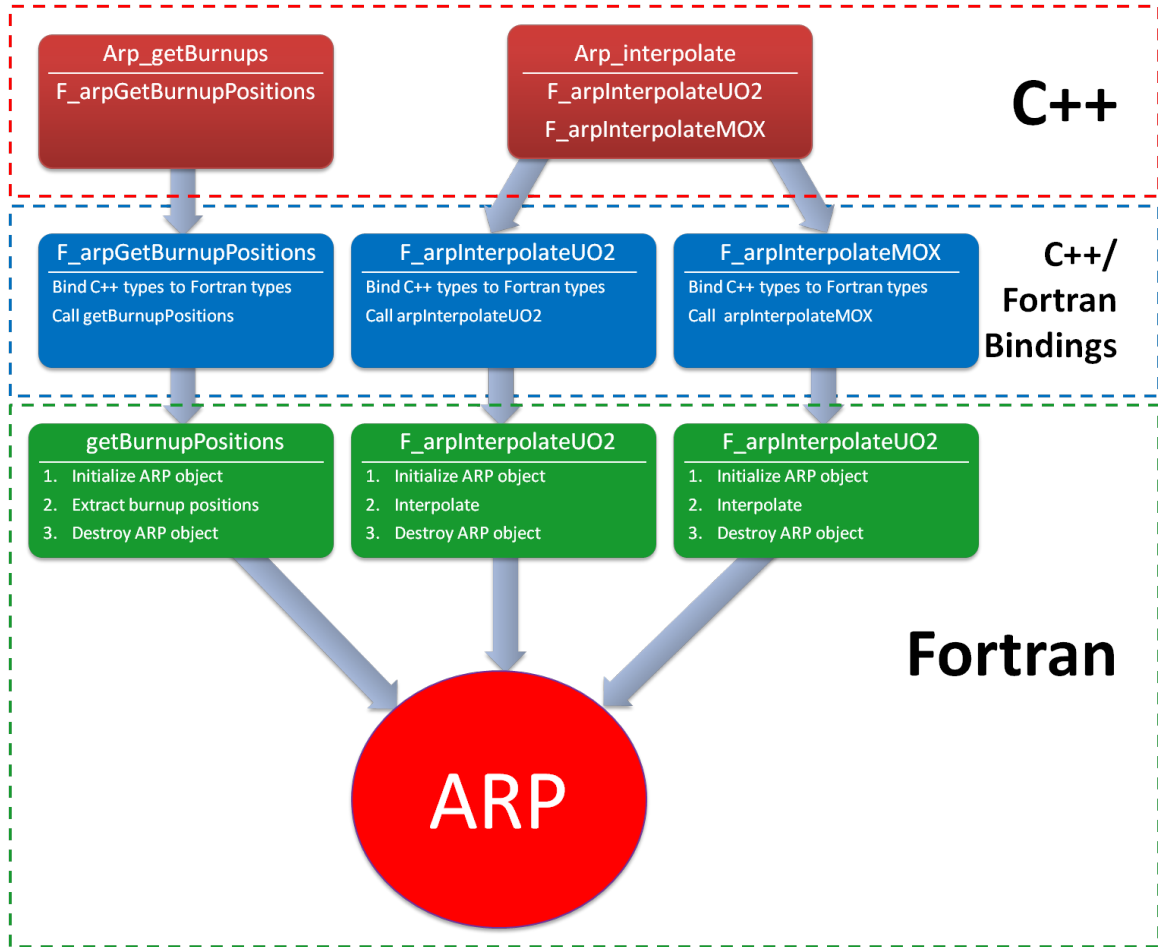 Arp_getBurnups
F_arpGetBurnupPositions
Arp_interpolate
F_arpInterpolateUO2
F_arpInterpolateMOX
C++
F_arpGetBurnupPositions
Bind C++ types to Fortran types
Call getBurnupPositions
F_arpInterpolateUO2
Bind C++ types to Fortran types
Call arpInterpolateUO2
F_arpInterpolateMOX
Bind C++ types to Fortran types
Call arpInterpolateMOX
C++/
Fortran
Bindings
getBurnupPositions
1. Initialize ARP object
2. Extract burnup positions
3. Destroy ARP object
F_arpInterpolateUO2
1. Initialize ARP object
2. Interpolate
3. Destroy ARP object
F_arpInterpolateUO2
1. Initialize ARP object
2. Interpolate
3. Destroy ARP object
Fortran
ARP